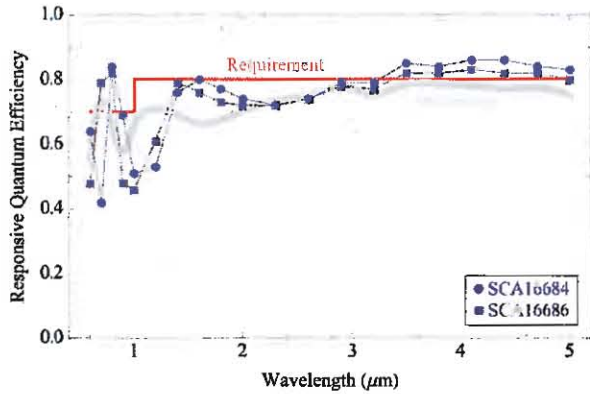 1.0
0.8
0.6
0.4
0.2
0.0
Responsive Quantum Efficiency
Requirement
SCA16684
SCA16686
1 2 3 4 5
Wavelength (μm)